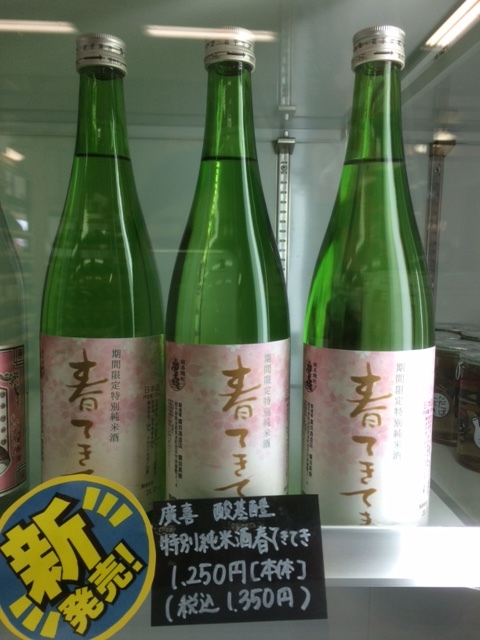 期間限定特別純米酒
春てきて
期間限定特別純米酒
春てきて
期間限定特別純米酒
春てきて
新
発売!
廣喜 酸基醴
特別純米酒春てきてき
1,250円[本体]
(税込 1,350円)